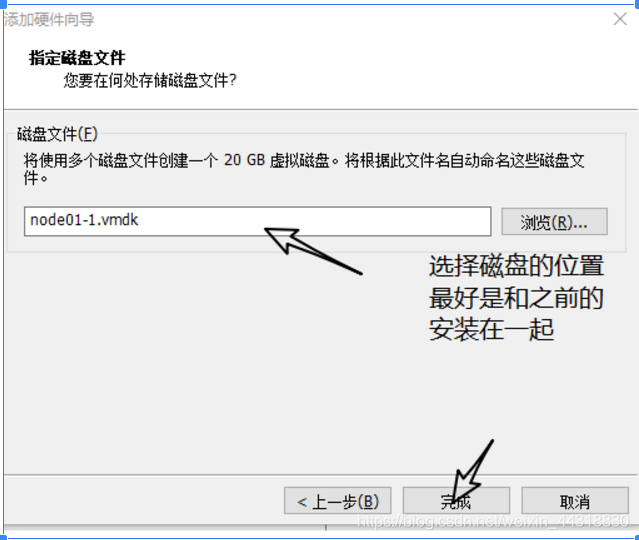 添加硬件向导
指定磁盘文件
您要在何处存储磁盘文件?
磁盘文件(F)
将使用多个磁盘文件创建一个 20 GB 虚拟磁盘。将根据此文件名自动命名这些磁盘文
件。
node01-1.vmdk
浏览(R)...
选择磁盘的位置
最好是和之前的
安装在一起
< 上一步(B)
完成
取消
https://blog.csdn.net/weixin_44318830